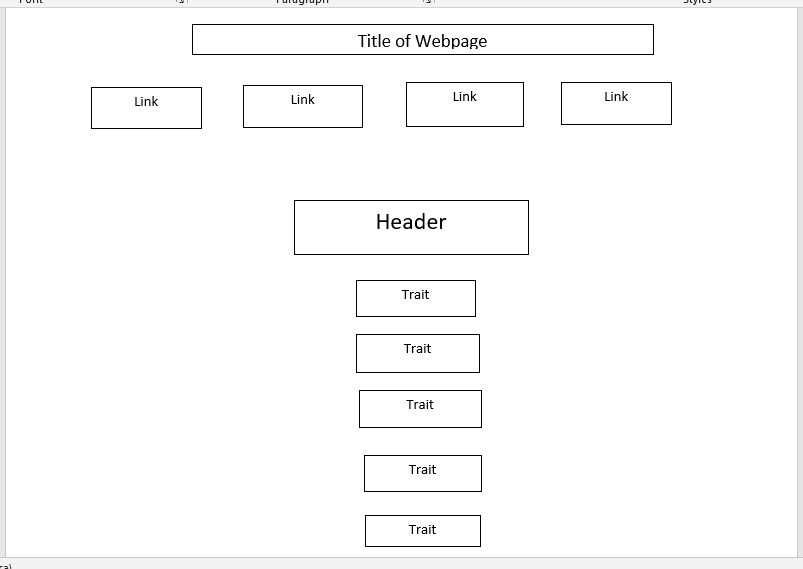 Font Paragraph Styles
Title of Webpage
Link Link Link Link
Header
Trait
Trait
Trait
Trait
Trait